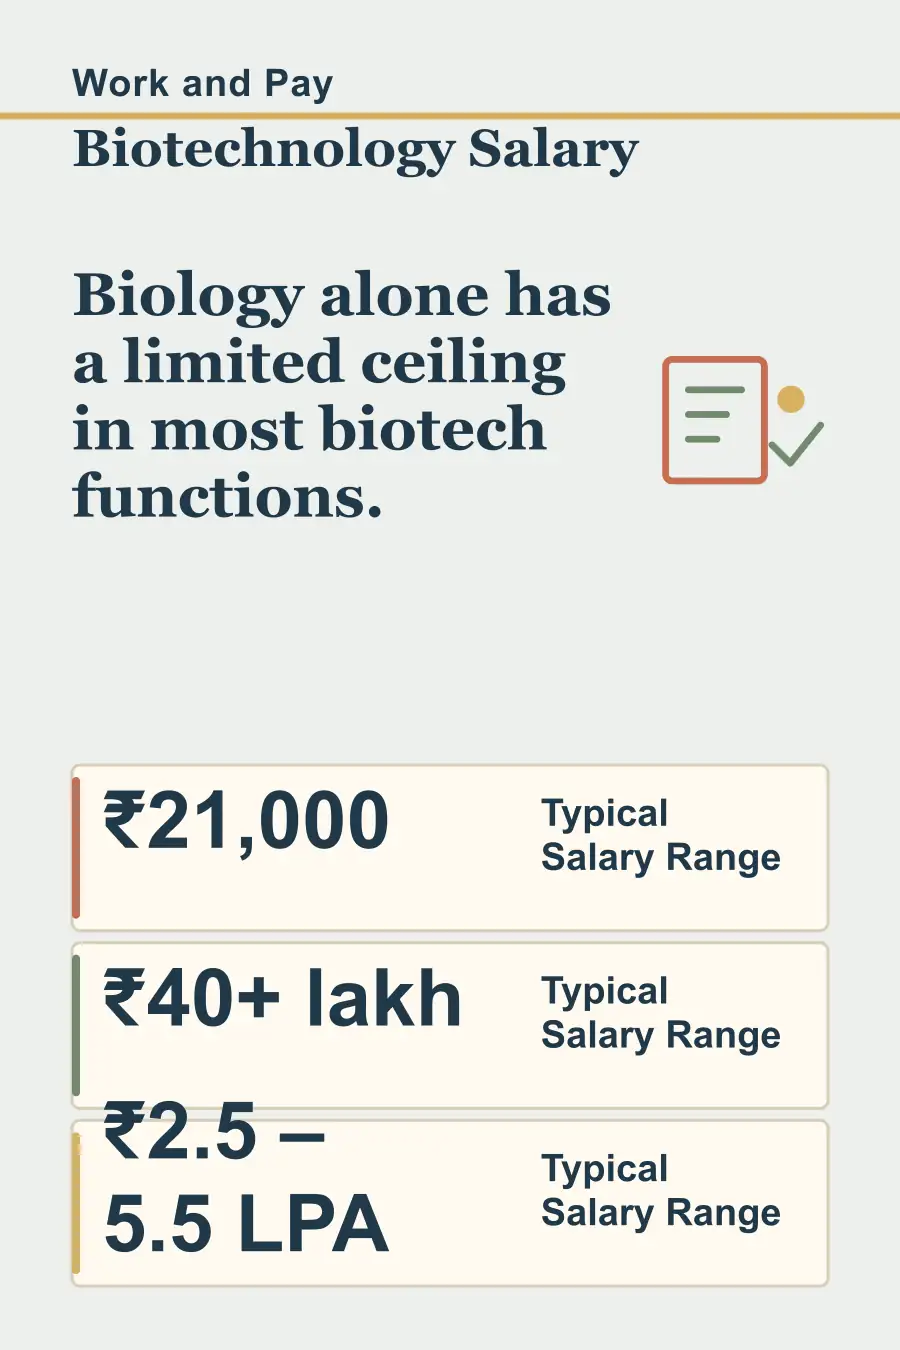 Work and Pay
Biotechnology Salary
Biology alone has
a limited ceiling
in most biotech
functions.
₹21,000
Typical
Salary Range
₹40+ lakh
Typical
Salary Range
₹2.5 –
5.5 LPA
Typical
Salary Range